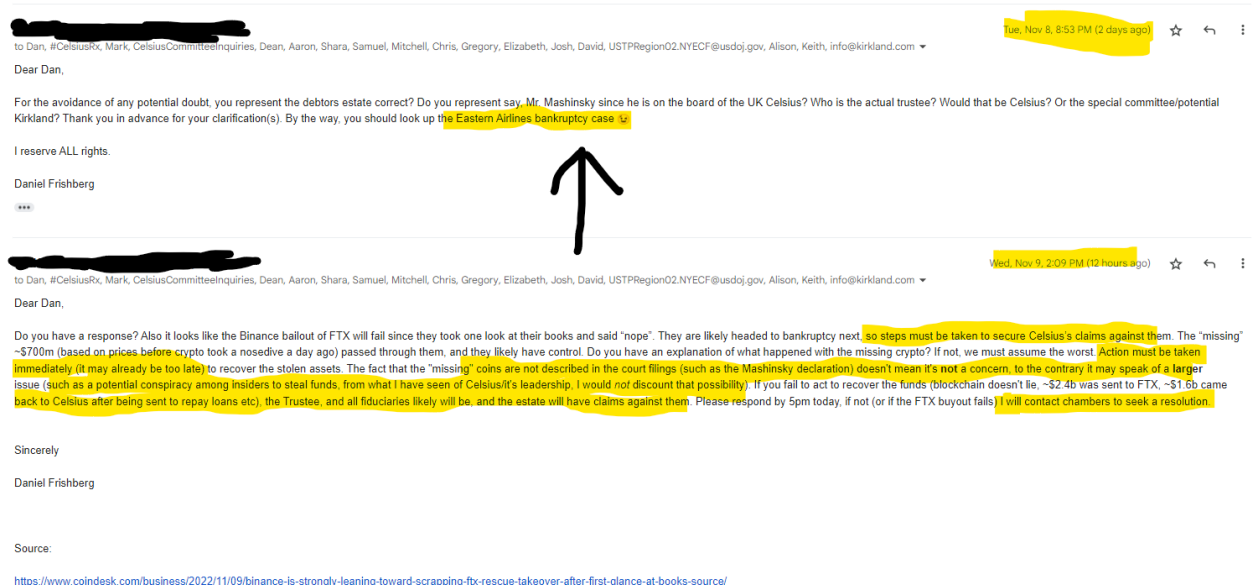 Tue, Nov 8, 8:53 PM (2 days ago)
to Dan, #CelsiusRx, Mark, CelsiusCommitteeInquiries, Dean, Aaron, Shara, Samuel, Mitchell, Chris, Gregory, Elizabeth, Josh, David, USTPRegion02.NYECF@usdoj.gov, Alison, Keith, info@kirkland.com
Dear Dan,
For the avoidance of any potential doubt, you represent the debtors estate correct? Do you represent say, Mr. Mashinsky since he is on the board of the UK Celsius? Who is the actual trustee? Would that be Celsius? Or the special committee/potential
Kirkland? Thank you in advance for your clarification(s). By the way, you should look up the Eastern Airlines bankruptcy case 😉
I reserve ALL rights.
Daniel Frishberg
Wed, Nov 9, 2:09 PM (12 hours ago)
to Dan, #CelsiusRx, Mark, CelsiusCommitteeInquiries, Dean, Aaron, Shara, Samuel, Mitchell, Chris, Gregory, Elizabeth, Josh, David, USTPRegion02.NYECF@usdoj.gov, Alison, Keith, info@kirkland.com
Dear Dan,
Do you have a response? Also it looks like the Binance bailout of FTX will fail since they took one look at their books and said “nope”. They are likely headed to bankruptcy next, so steps must be taken to secure Celsius’s claims against them. The “missing”
~$700m (based on prices before crypto took a nosedive a day ago) passed through them, and they likely have control. Do you have an explanation of what happened with the missing crypto? If not, we must assume the worst. Action must be taken
immediately (it may already be too late) to recover the stolen assets. The fact that the "missing" coins are not described in the court filings (such as the Mashinsky declaration) doesn’t mean it's not a concern, to the contrary it may speak of a larger
issue (such as a potential conspiracy among insiders to steal funds, from what I have seen of Celsius/it's leadership, I would not discount that possibility). If you fail to act to recover the funds (blockchain doesn’t lie, ~$2.4b was sent to FTX, ~$1.6b came
back to Celsius after being sent to repay loans etc), the Trustee, and all fiduciaries likely will be, and the estate will have claims against them. Please respond by 5pm today, if not (or if the FTX buyout fails) I will contact chambers to seek a resolution.
Sincerely
Daniel Frishberg
Source:
https://www.coindesk.com/business/2022/11/09/binance-is-strongly-leaning-toward-scrapping-ftx-rescue-takeover-after-first-glance-at-books-source/